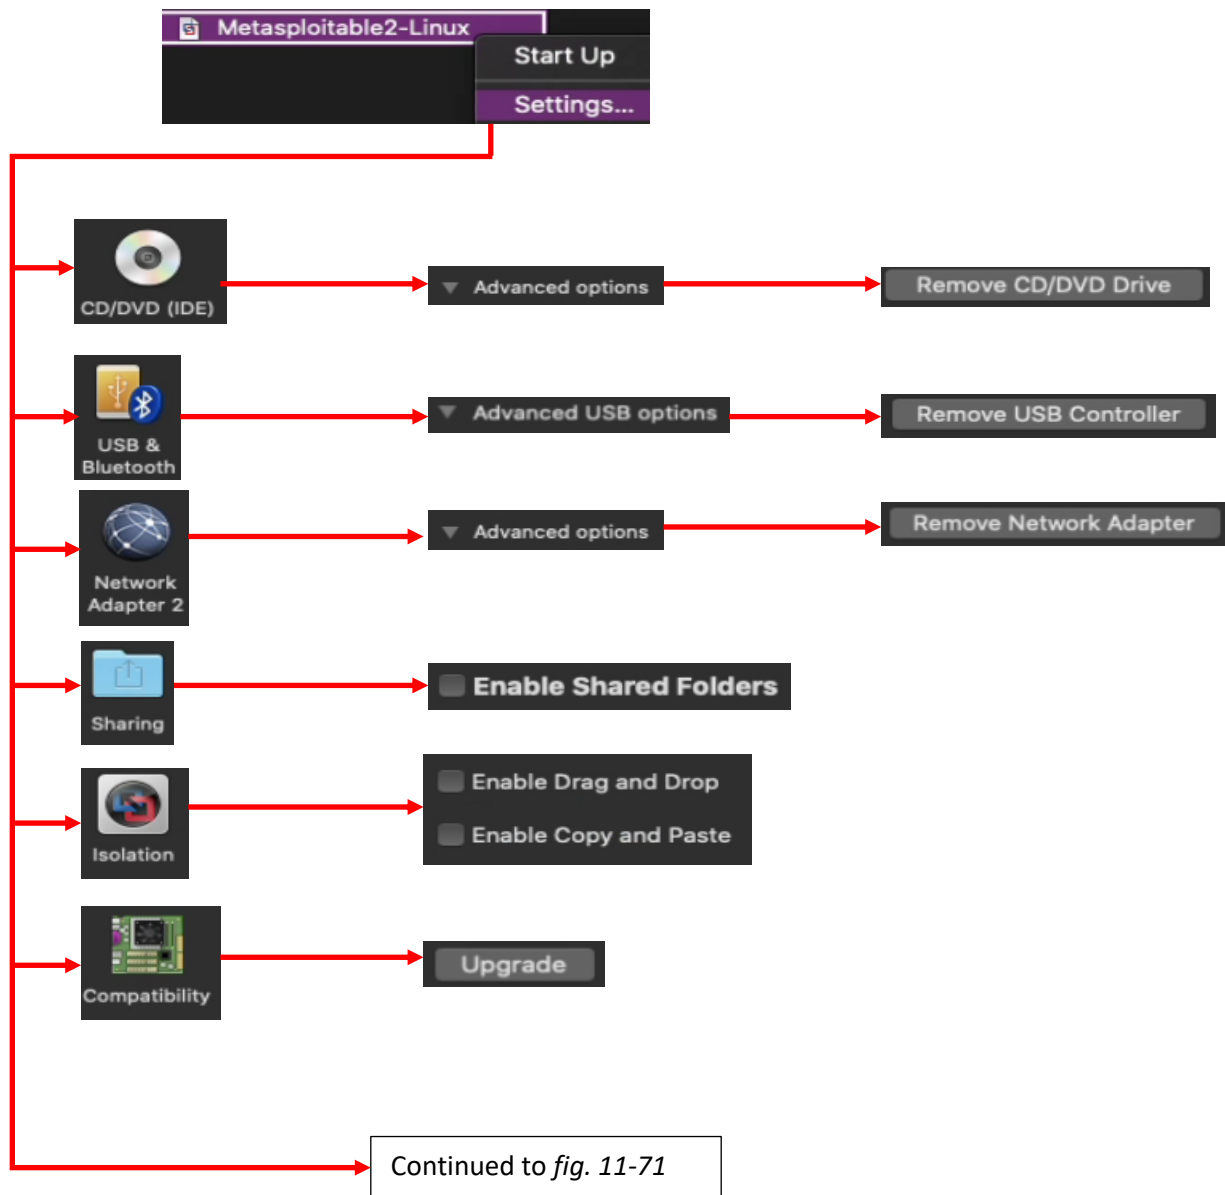 Metasploitable2-Linux
Start Up
Settings...
CD/DVD (IDE)
Advanced options
Remove CD/DVD Drive
USB &
Bluetooth
Advanced USB options
Remove USB Controller
Network
Adapter 2
Advanced options
Remove Network Adapter
Sharing
Enable Shared Folders
Isolation
Enable Drag and Drop
Enable Copy and Paste
Compatibility
Upgrade
Continued to fig. 11-71